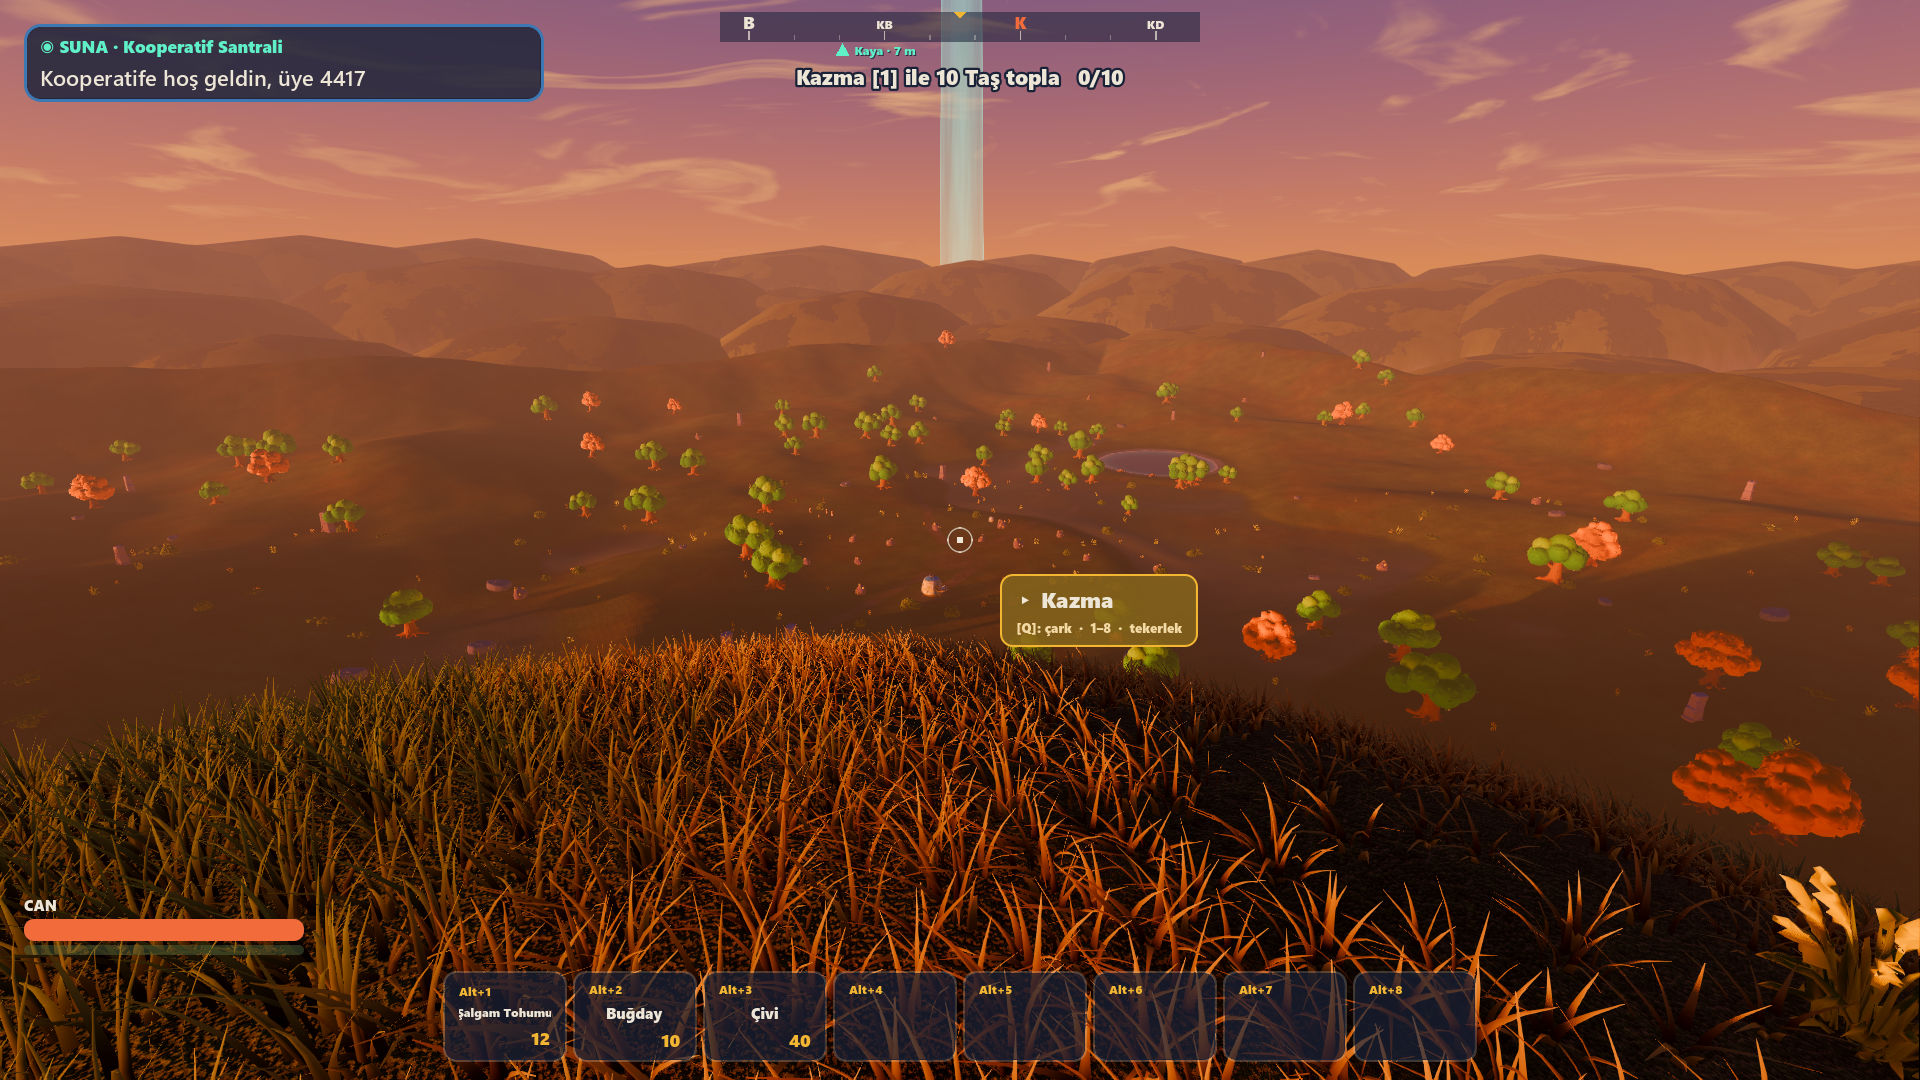 B KB K KD
◉ SUNA · Kooperatif Santrali
Kooperatife hoş geldin, üye 4417
▲ Kaya · 7 m
Kazma [1] ile 10 Taş topla 0/10
▸ Kazma
[Q]: çark · 1–8 · tekerlek
CAN
Alt+1 Alt+2 Alt+3 Alt+4 Alt+5 Alt+6 Alt+7 Alt+8
Şalgam Tohumu Buğday Çivi
12 10 40